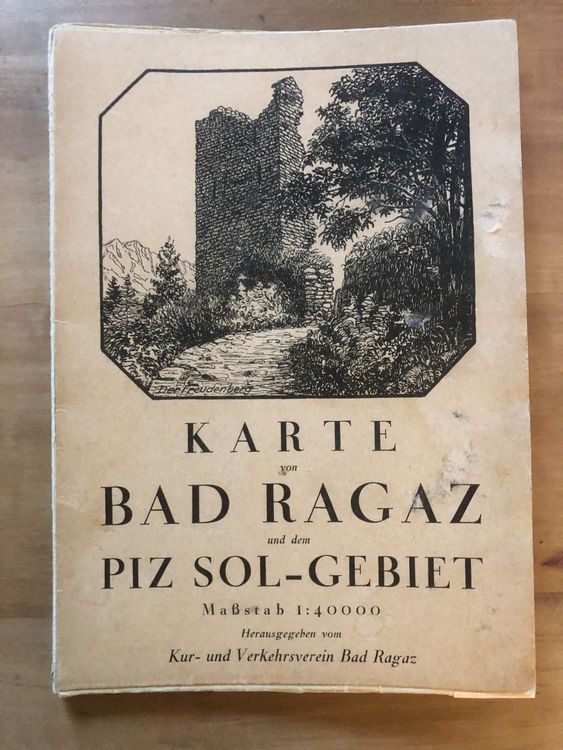 Der Freudenberg
KARTE
von
BAD RAGAZ
und dem
PIZ SOL-GEBIET
Maßstab 1:40000
Herausgegeben vom
Kur- und Verkehrsverein Bad Ragaz